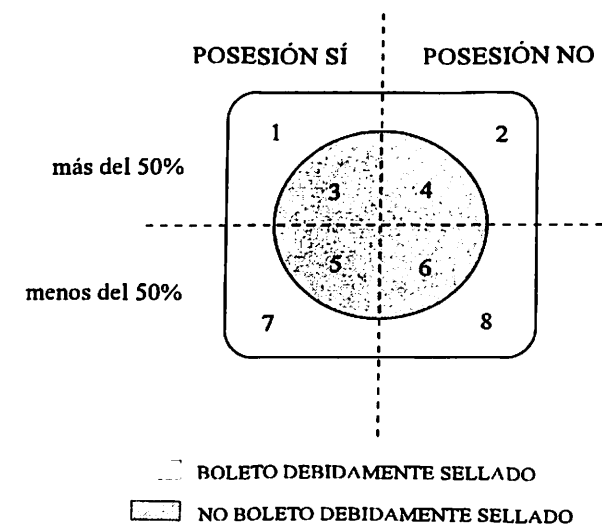 POSESIÓN SÍ POSESIÓN NO
1 2
más del 50%
3 4
5 6
menos del 50%
7 8
BOLETO DEBIDAMENTE SELLADO
NO BOLETO DEBIDAMENTE SELLADO